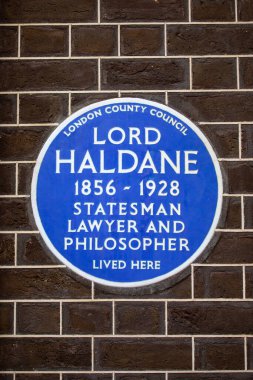 LONDON COUNTY COUNCIL
LORD
HALDANE
1856 - 1928
STATESMAN
LAWYER AND
PHILOSOPHER
LIVED HERE